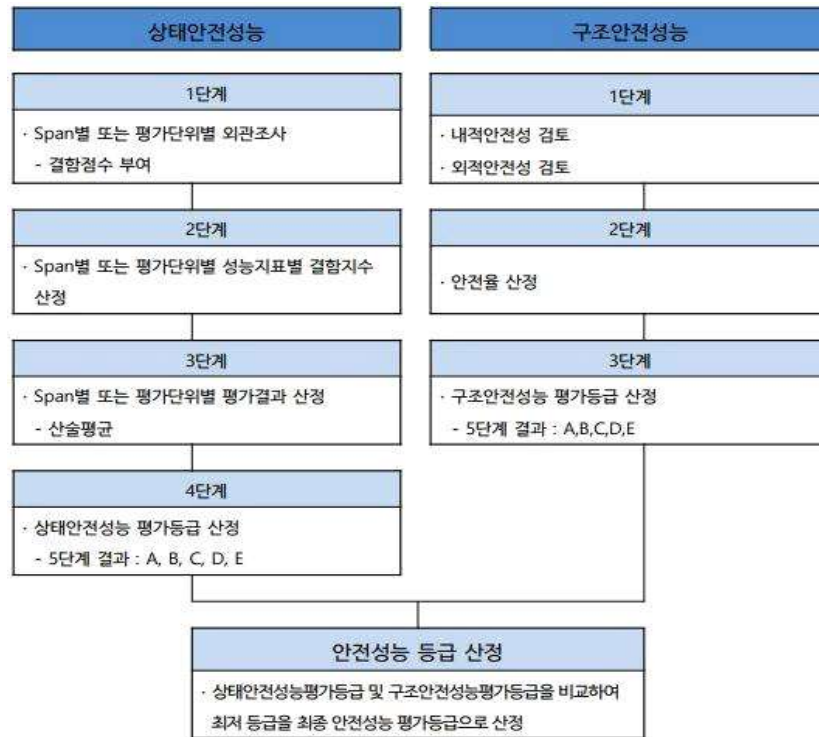 상태안전성능
1단계
· Span별 또는 평가단위별 외관조사
- 결함점수 부여
2단계
· Span별 또는 평가단위별 성능지표별 결함지수
산정
3단계
· Span별 또는 평가단위별 평가결과 산정
- 산술평균
4단계
· 상태안전성능 평가등급 산정
- 5단계 결과 : A, B, C, D, E
구조안전성능
1단계
· 내적안전성 검토
· 외적안전성 검토
2단계
· 안전율 산정
3단계
· 구조안전성능 평가등급 산정
- 5단계 결과 : A,B,C,D,E
안전성능 등급 산정
· 상태안전성능평가등급 및 구조안전성능평가등급을 비교하여
최저 등급을 최종 안전성능 평가등급으로 산정